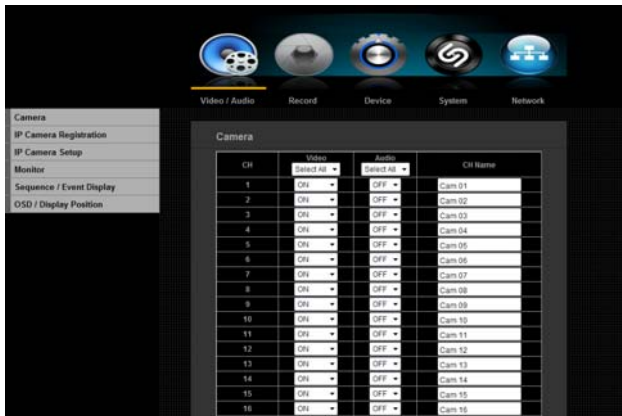 Video / Audio Record Device System Network
Camera
IP Camera Registration
IP Camera Setup
Monitor
Sequence / Event Display
OSD / Display Position
Camera
CH Video Audio CH Name
Select All Select All
1 ON OFF Cam 01
2 ON OFF Cam 02
3 ON OFF Cam 03
4 ON OFF Cam 04
5 ON OFF Cam 05
6 ON OFF Cam 06
7 ON OFF Cam 07
8 ON OFF Cam 08
9 ON OFF Cam 09
10 ON OFF Cam 10
11 ON OFF Cam 11
12 ON OFF Cam 12
13 ON OFF Cam 13
14 ON OFF Cam 14
15 ON OFF Cam 15
16 ON OFF Cam 16